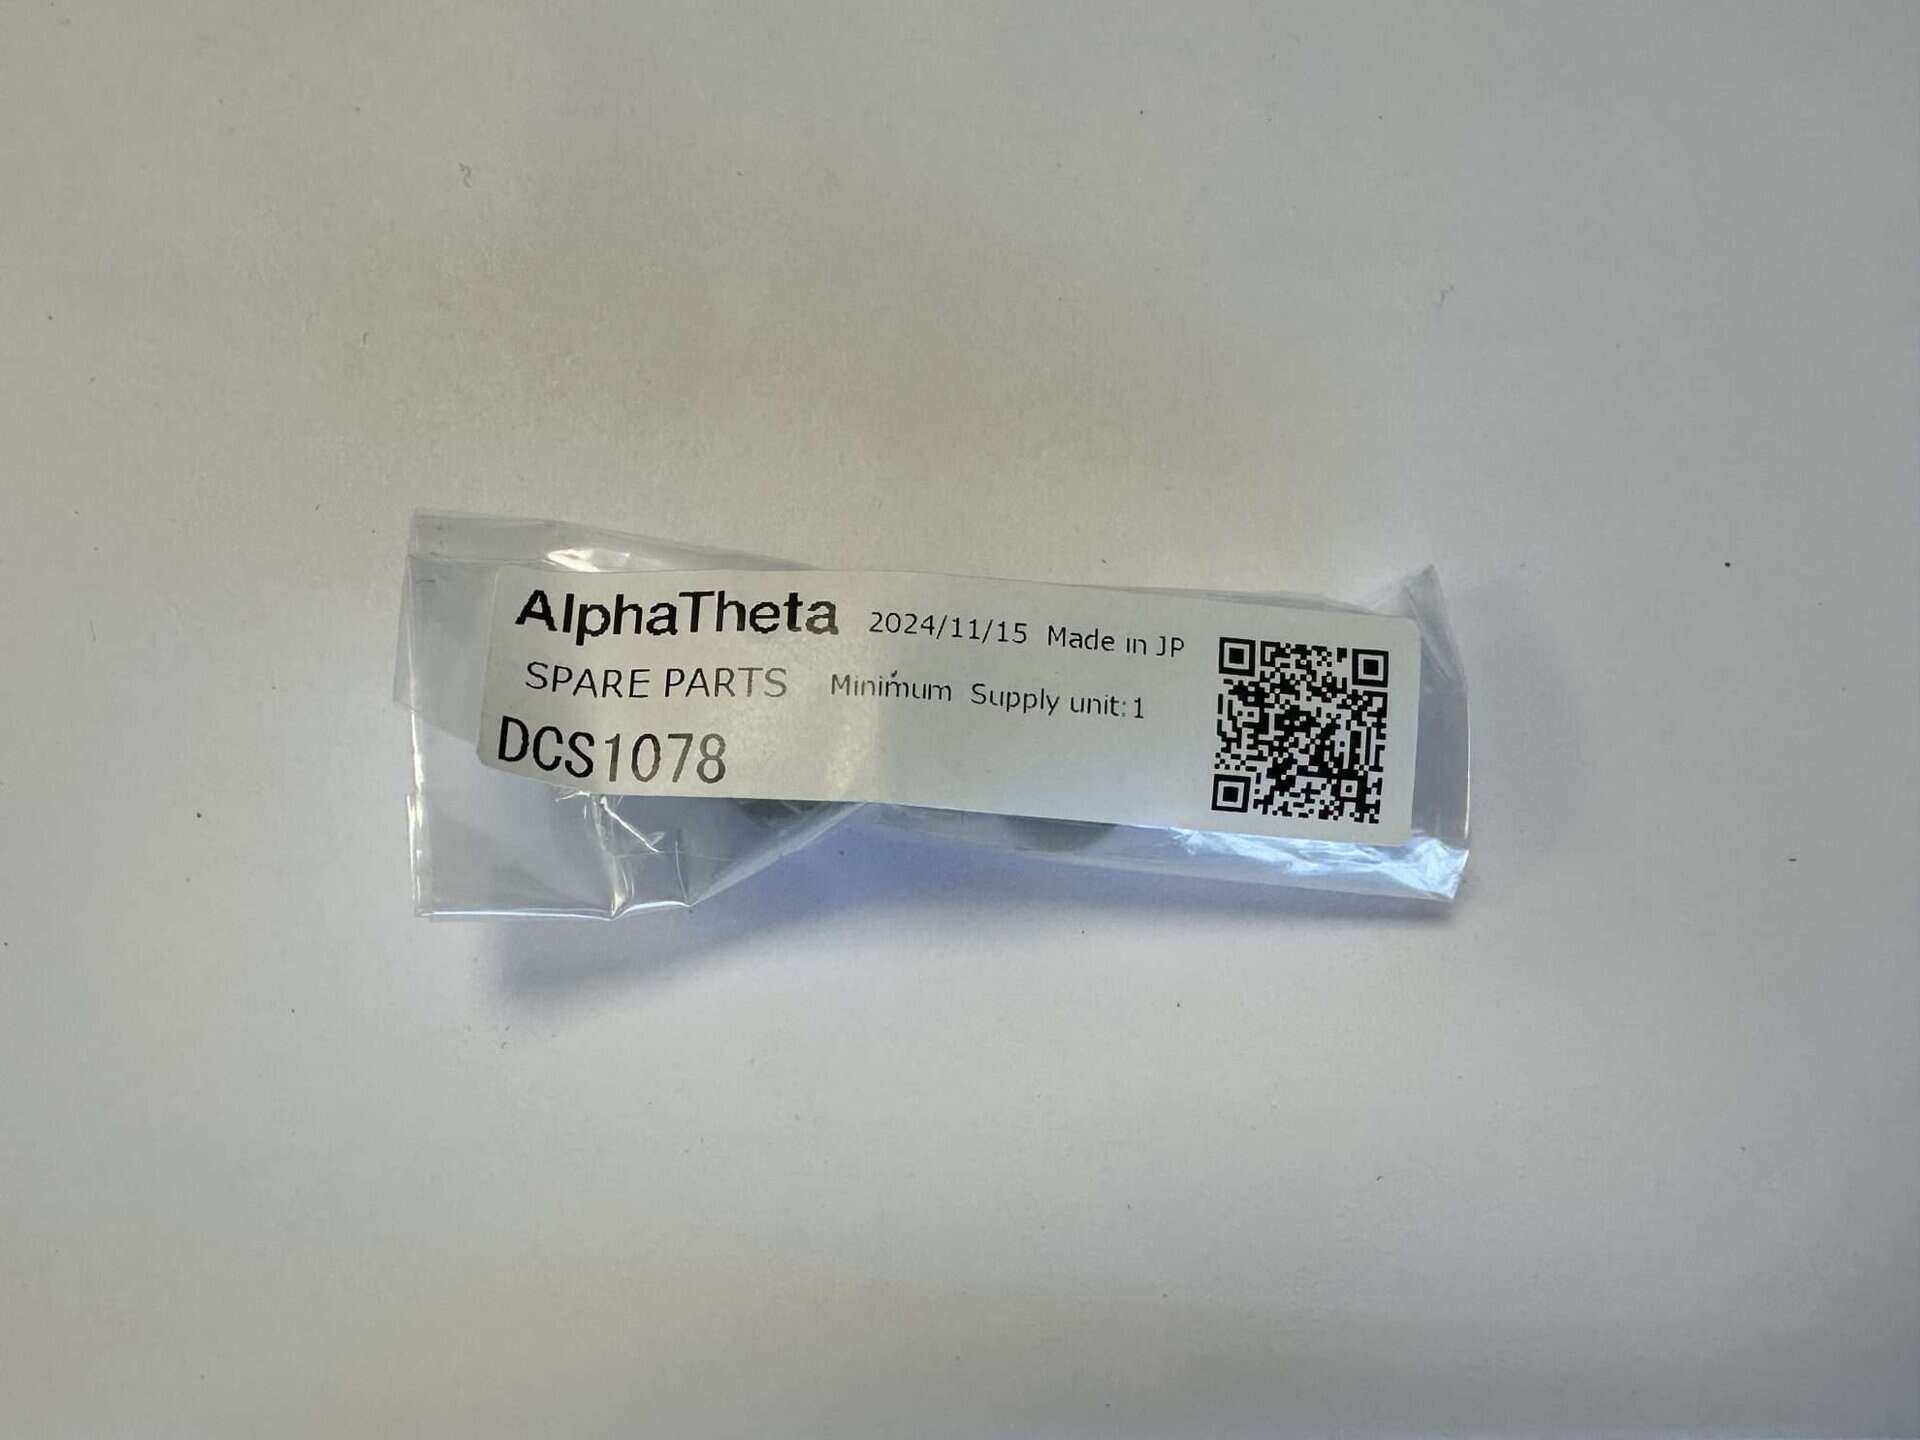 AlphaTheta 2024/11/15 Made in JP
SPARE PARTS Minimum Supply unit:1
DCS1078